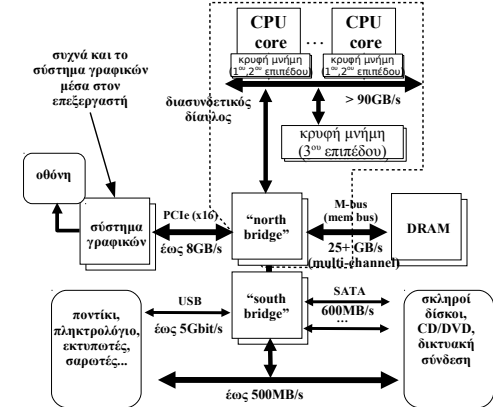 CPU
core
CPU
core
...
κρυφή μνήμη
(1ου,2ου επιπέδου)
κρυφή μνήμη
(1ου,2ου επιπέδου)
συχνά και το
σύστημα γραφικών
μέσα στον
επεξεργαστή
διασυνδετικός
δίαυλος
> 90GB/s
κρυφή μνήμη
(3ου επιπέδου)
οθόνη
σύστημα
γραφικών
PCIe (x16)
έως 8GB/s
“north
bridge”
M-bus
(mem bus)
25+ GB/s
(multi-channel)
DRAM
ποντίκι,
πληκτρολόγιο,
εκτυπωτές,
σαρωτές...
USB
έως 5Gbit/s
“south
bridge”
SATA
600MB/s
...
σκληροί
δίσκοι,
CD/DVD,
δικτυακή
σύνδεση
έως 500MB/s